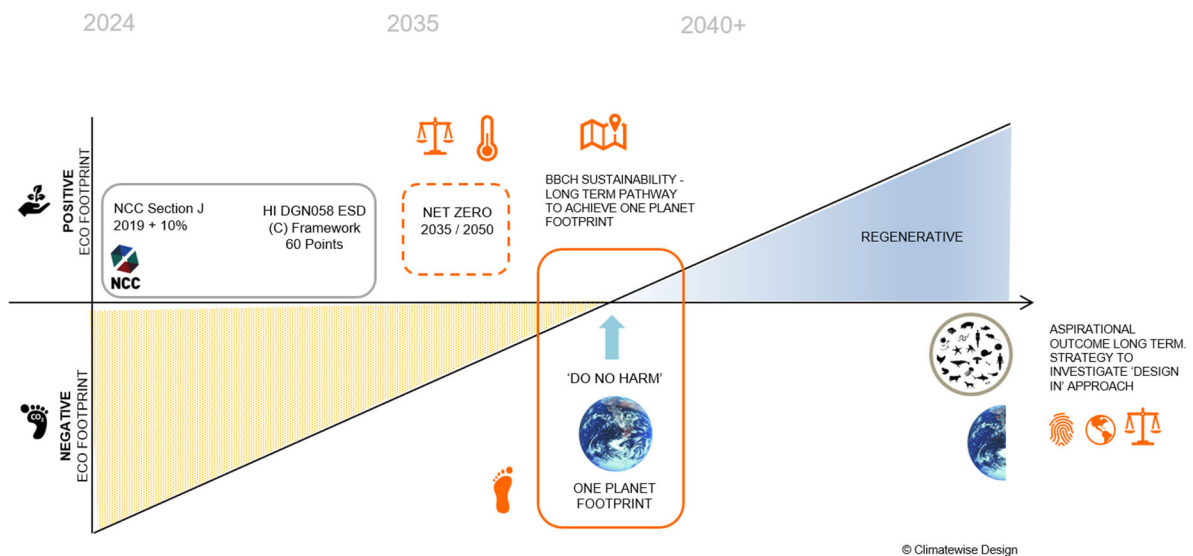 2024
2035
2040+
POSITIVE
ECO FOOTPRINT
NCC Section J
2019 + 10%
NCC
HI DGN058 ESD
(C) Framework
60 Points
NET ZERO
2035 / 2050
BBCH SUSTAINABILITY -
LONG TERM PATHWAY
TO ACHIEVE ONE PLANET
FOOTPRINT
REGENERATIVE
NEGATIVE
ECO FOOTPRINT
CO2
'DO NO HARM'
ONE PLANET
FOOTPRINT
ASPIRATIONAL
OUTCOME LONG TERM.
STRATEGY TO
INVESTIGATE 'DESIGN
IN' APPROACH
© Climatewise Design